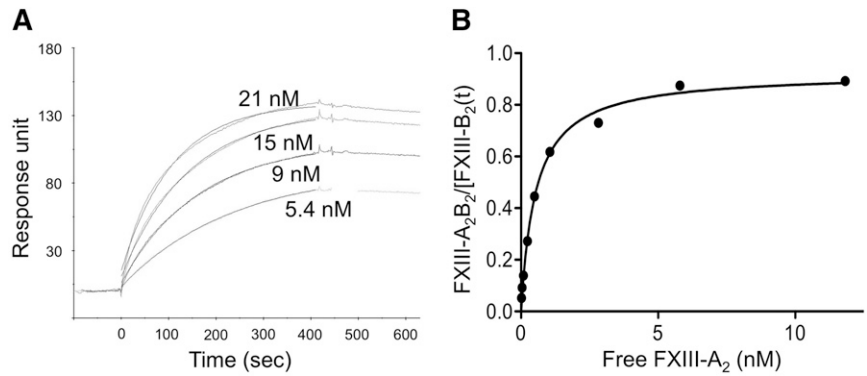 A
180
130
80
30
Response unit
21 nM
15 nM
9 nM
5.4 nM
0
100
200
300
400
500
600
Time (sec)
B
1.0
0.8
0.6
0.4
0.2
0.0
FXIII-A₂B₂/[FXIII-B₂(t)
0
5
10
Free FXIII-A₂ (nM)